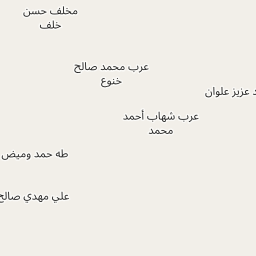 مخلف حسن
خلف
عرب محمد صالح
خنوع
عزيز علوان
عرب شهاب أحمد
محمد
طه حمد وميض
علي مهدي صالح